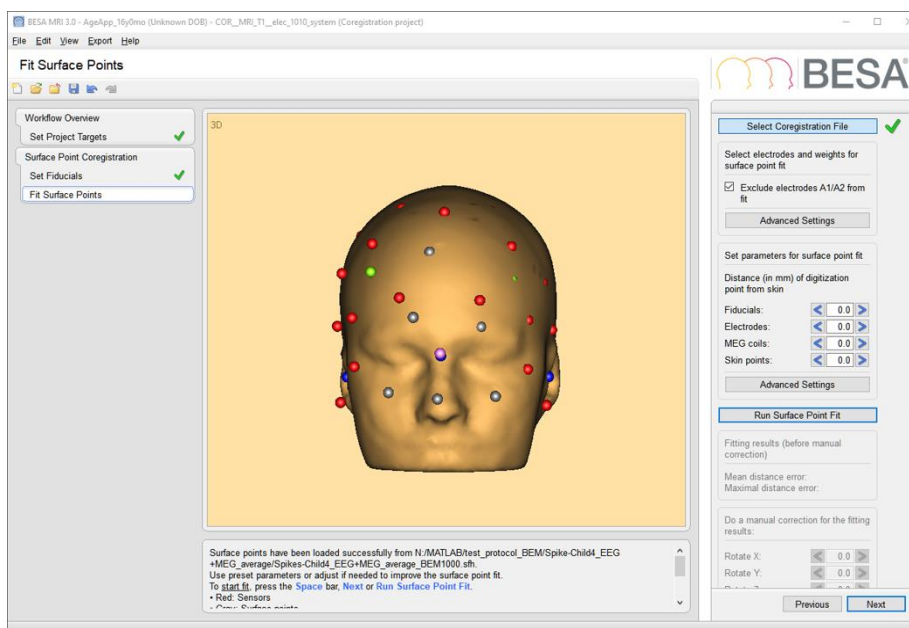 BESA MRI 3.0 - AgeApp_16y0mo (Unknown DOB) - COR__MRI_T1__elec_1010_system (Coregistration project)
File Edit View Export Help
Fit Surface Points
BESA®
Workflow Overview
Set Project Targets
Surface Point Coregistration
Set Fiducials
Fit Surface Points
3D
Surface points have been loaded successfully from N:/MATLAB/test_protocol_BEM/Spike-Child4_EEG
+MEG_average/Spikes-Child4_EEG+MEG_average_BEM1000.sfh.
Use preset parameters or adjust if needed to improve the surface point fit.
To start fit, press the Space bar, Next or Run Surface Point Fit.
• Red: Sensors
• Gray: Surface points
Select Coregistration File
Select electrodes and weights for
surface point fit
Exclude electrodes A1/A2 from
fit
Advanced Settings
Set parameters for surface point fit
Distance (in mm) of digitization
point from skin
Fiducials: 0.0
Electrodes: 0.0
MEG coils: 0.0
Skin points: 0.0
Advanced Settings
Run Surface Point Fit
Fitting results (before manual
correction)
Mean distance error:
Maximal distance error:
Do a manual correction for the fitting
results:
Rotate X: 0.0
Rotate Y: 0.0
Previous Next